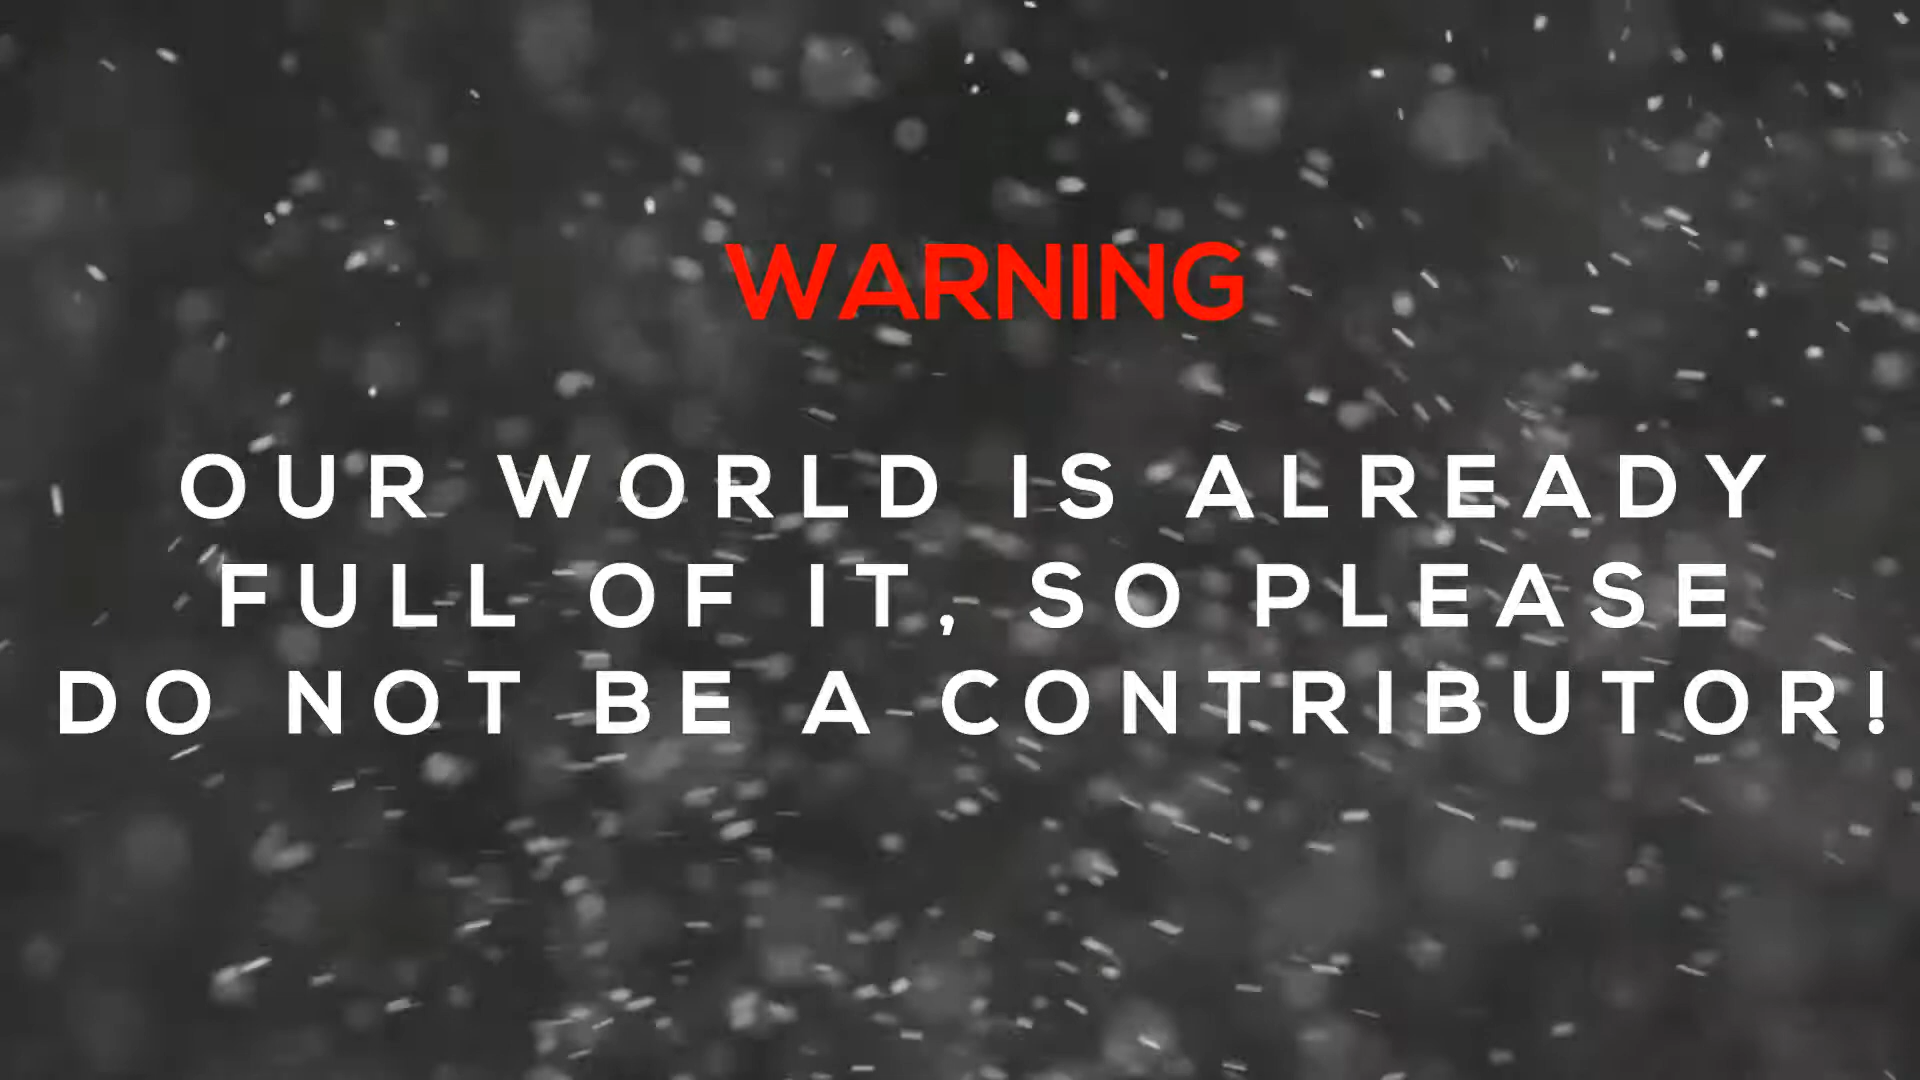 WARNING
OUR WORLD IS ALREADY
FULL OF IT, SO PLEASE
DO NOT BE A CONTRIBUTOR!